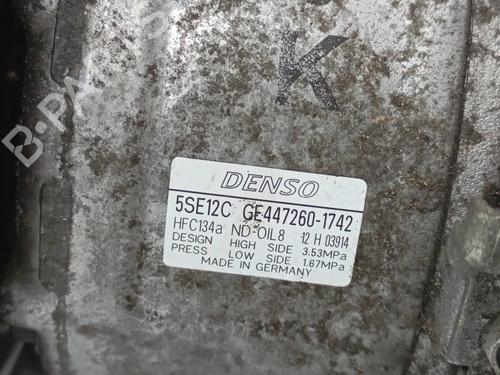 K
B-PARTS
DENSO
5SE12C GE447260-1742
HFC134a ND-OIL8 12 H 03914
DESIGN HIGH SIDE 3.53MPa
PRESS LOW SIDE 1.67MPa
MADE IN GERMANY